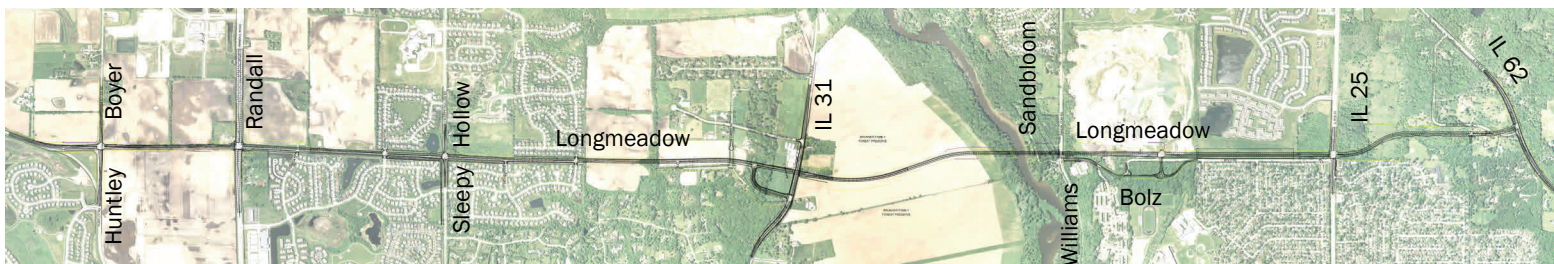 Boyer
Huntley
Randall
Sleepy
Hollow
Longmeadow
IL 31
Sandbloom
Williams
Longmeadow
Bolz
IL 25
IL 62